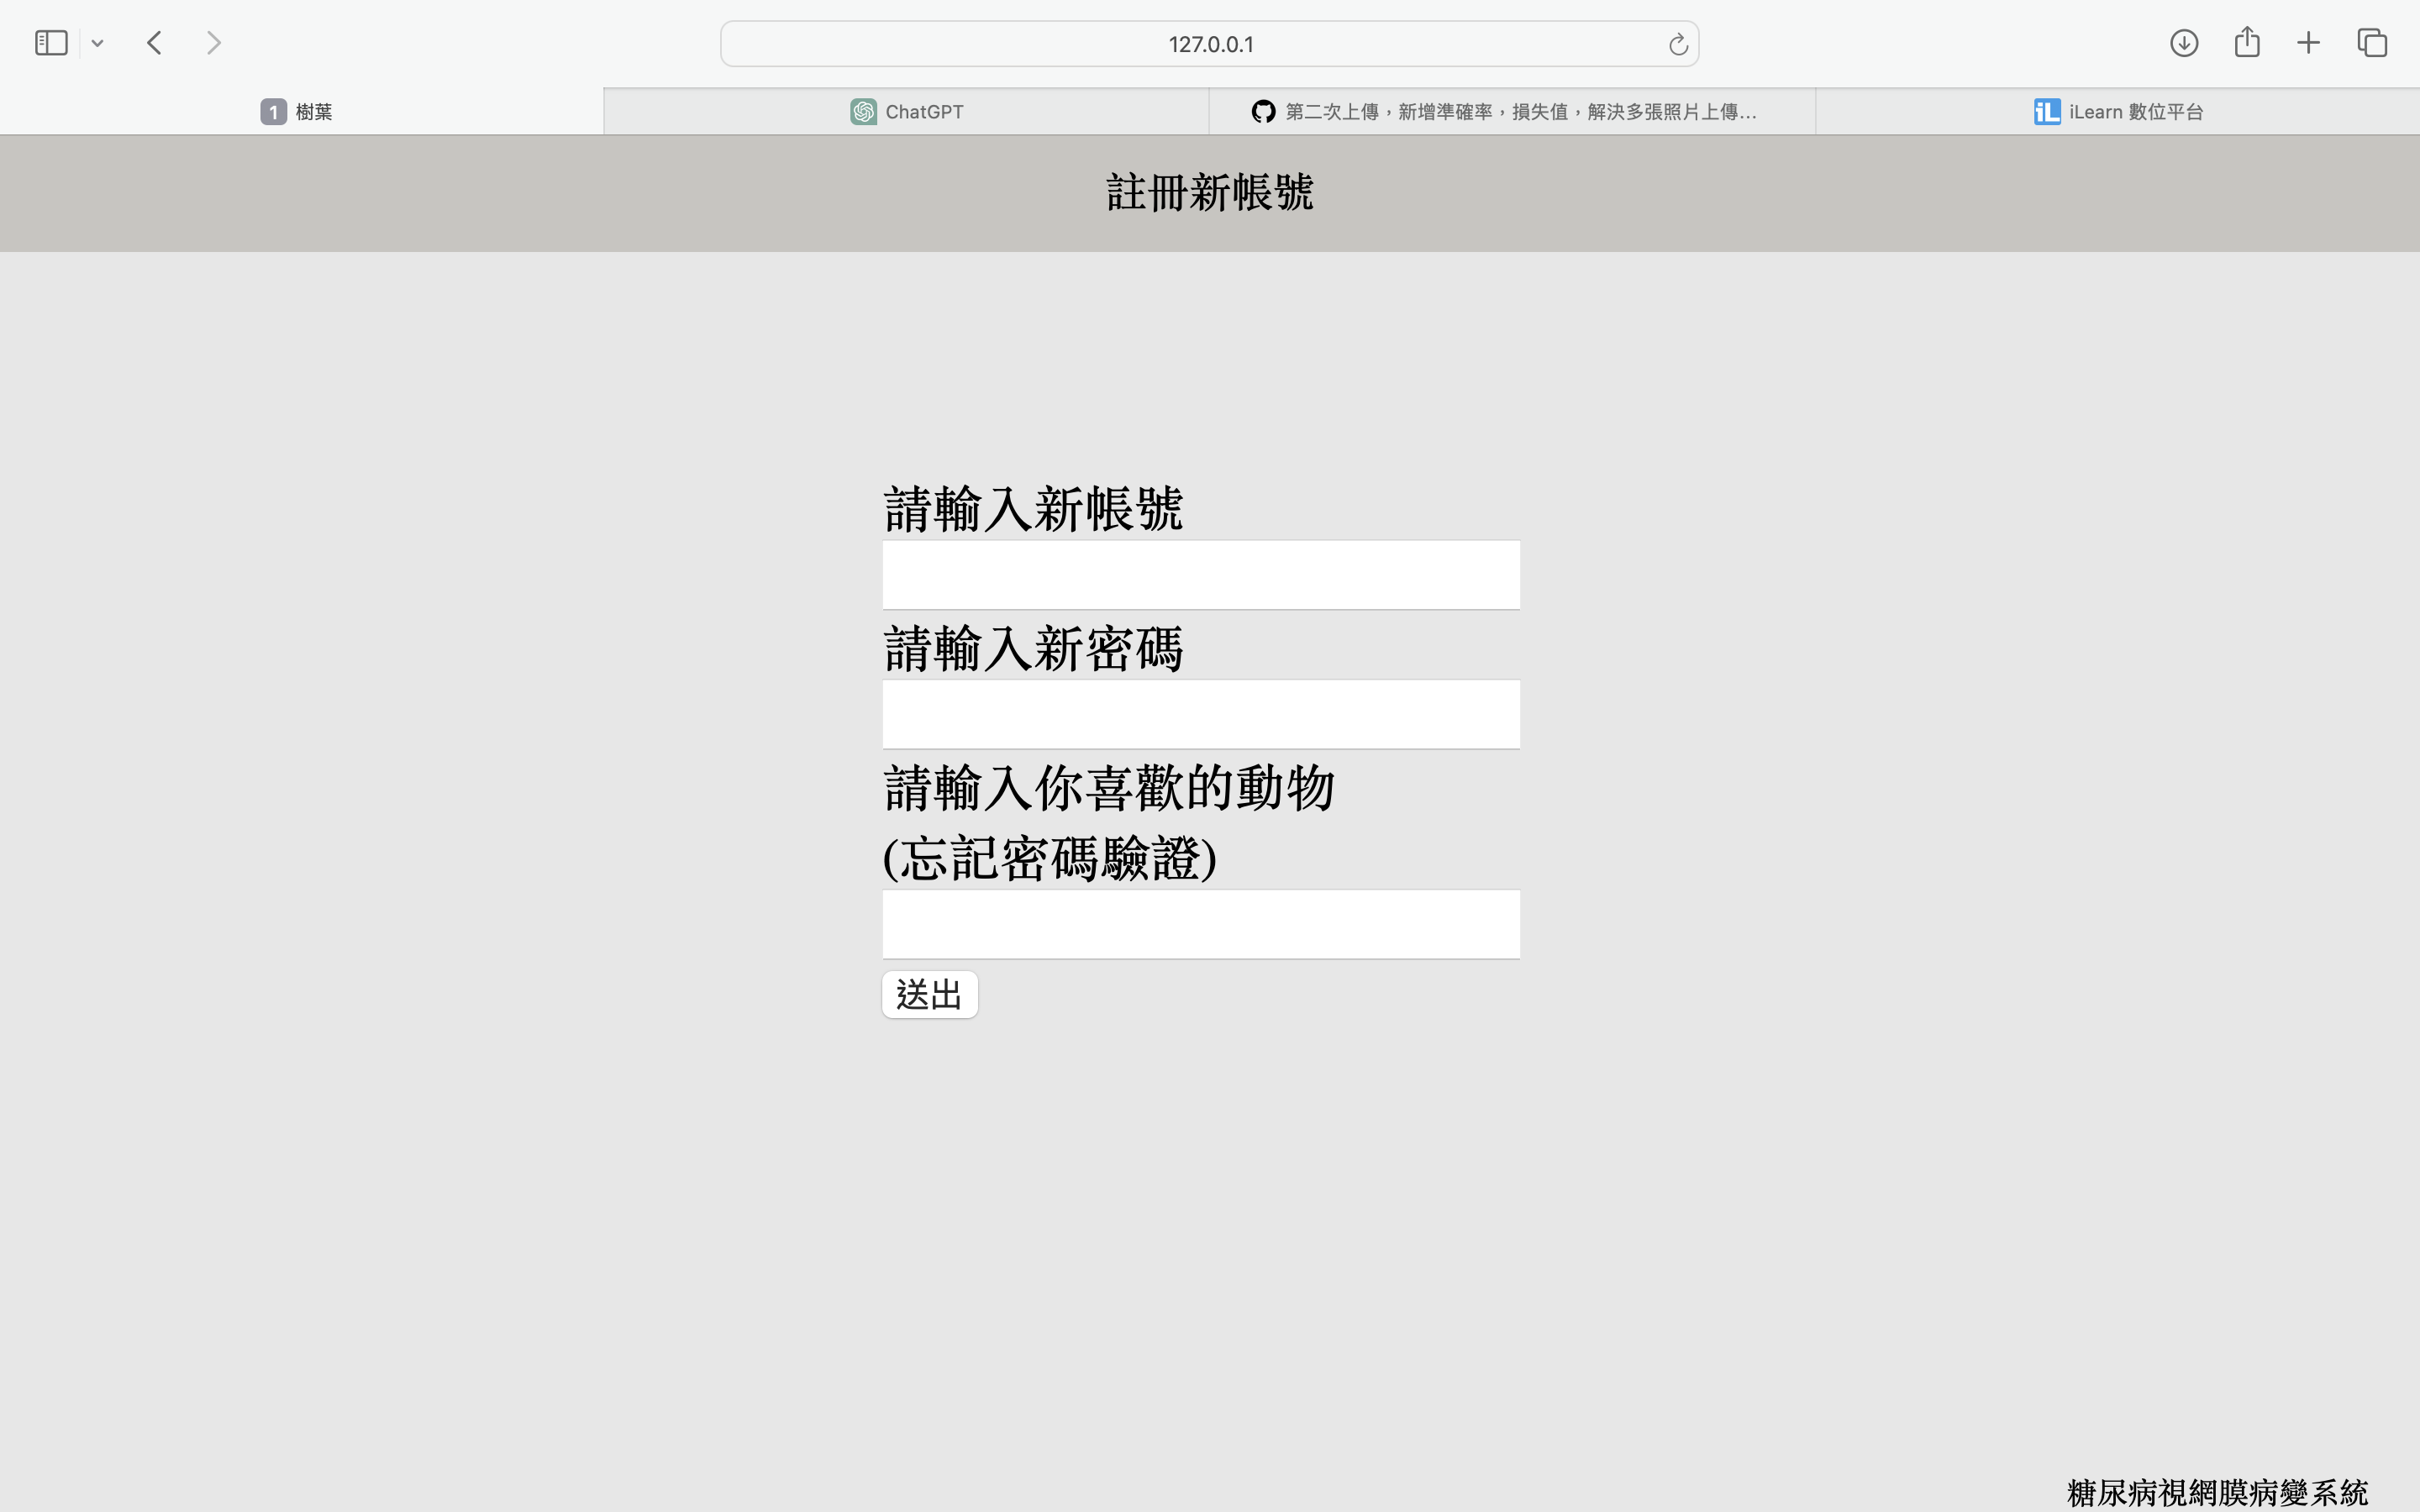 127.0.0.1
1 樹葉
ChatGPT
第二次上傳，新增準確率，損失值，解決多張照片上傳...
iL iLearn 數位平台
註冊新帳號
請輸入新帳號
請輸入新密碼
請輸入你喜歡的動物
(忘記密碼驗證)
送出
糖尿病視網膜病變系統